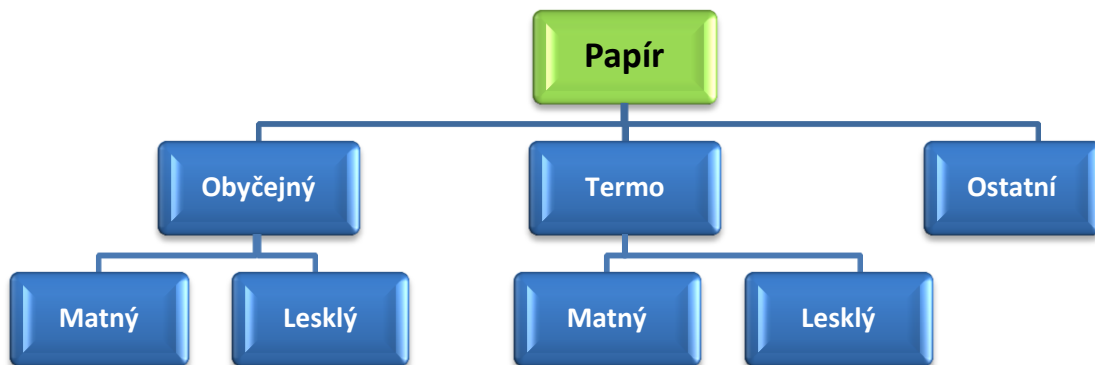 Papír
Obyčejný
Termo
Ostatní
Matný
Lesklý
Matný
Lesklý